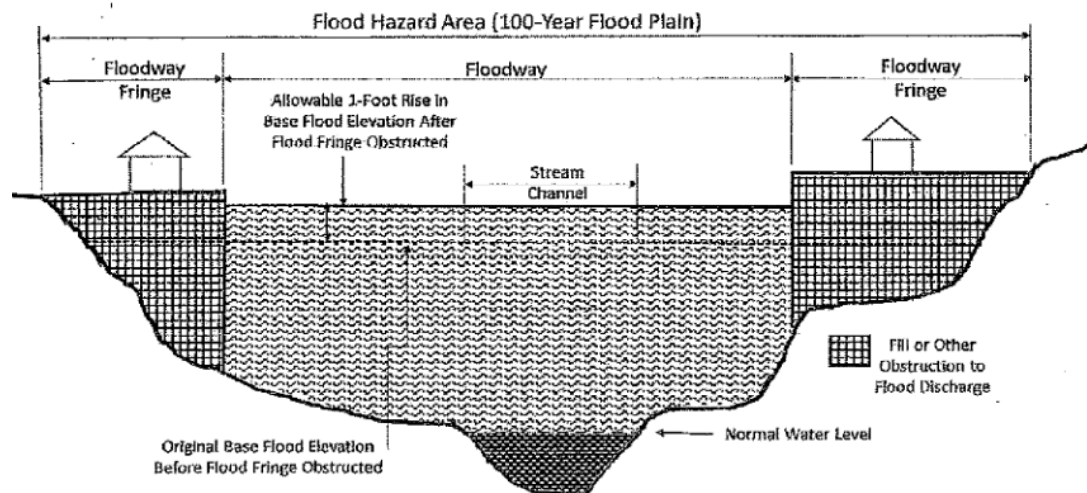 Flood Hazard Area (100-Year Flood Plain)
Floodway
Fringe
Floodway
Floodway
Fringe
Allowable 1-Foot Rise in
Base Flood Elevation After
Flood Fringe Obstructed
Stream
Channel
Fill or Other
Obstruction to
Flood Discharge
Normal Water Level
Original Base Flood Elevation
Before Flood Fringe Obstructed